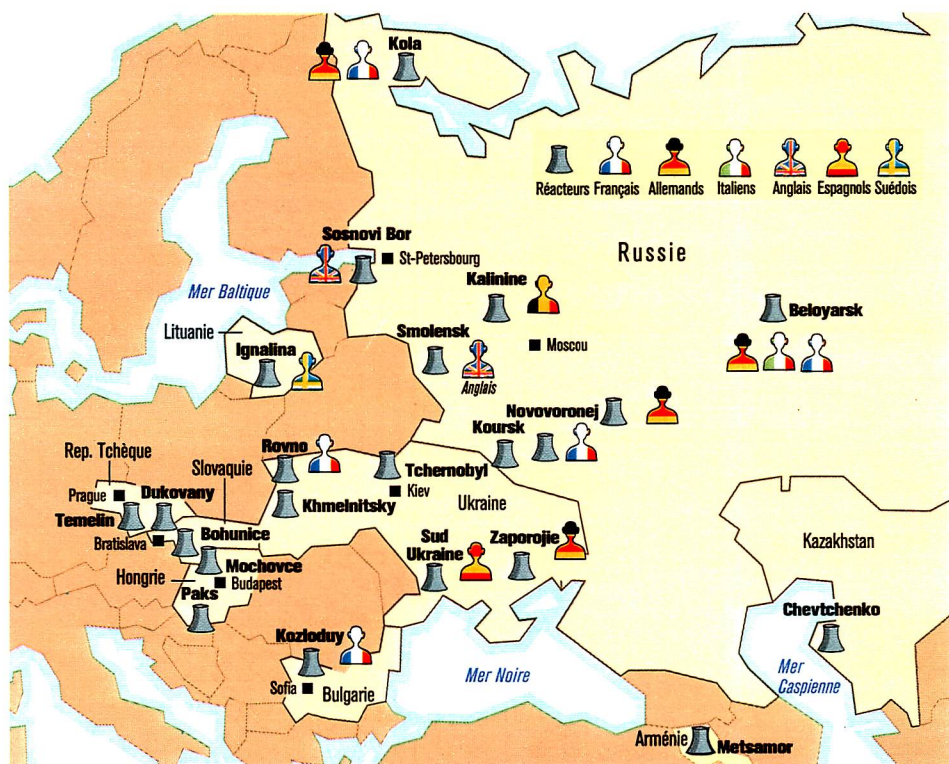 Kola
Réacteurs Français Allemands Italiens Anglais Espagnols Suédois
Russie
Sosnovi Bor
St-Petersbourg
Mer Baltique
Kalinine
Beloyarsk
Lituanie
Smolensk
Moscou
Ignalina
Anglais
Novovoronej
Koursk
Rovno
Rep. Tchèque
Slovaquie
Tchernobyl
Kiev
Prague
Dukovany
Khmelnitsky
Ukraine
Temelin
Bratislava
Bohunice
Sud
Ukraine
Zaporojie
Kazakhstan
Mochovce
Hongrie
Budapest
Paks
Chevtchenko
Kozloduy
Mer Noire
Mer
Caspienne
Sofia
Bulgarie
Arménie
Metsamor